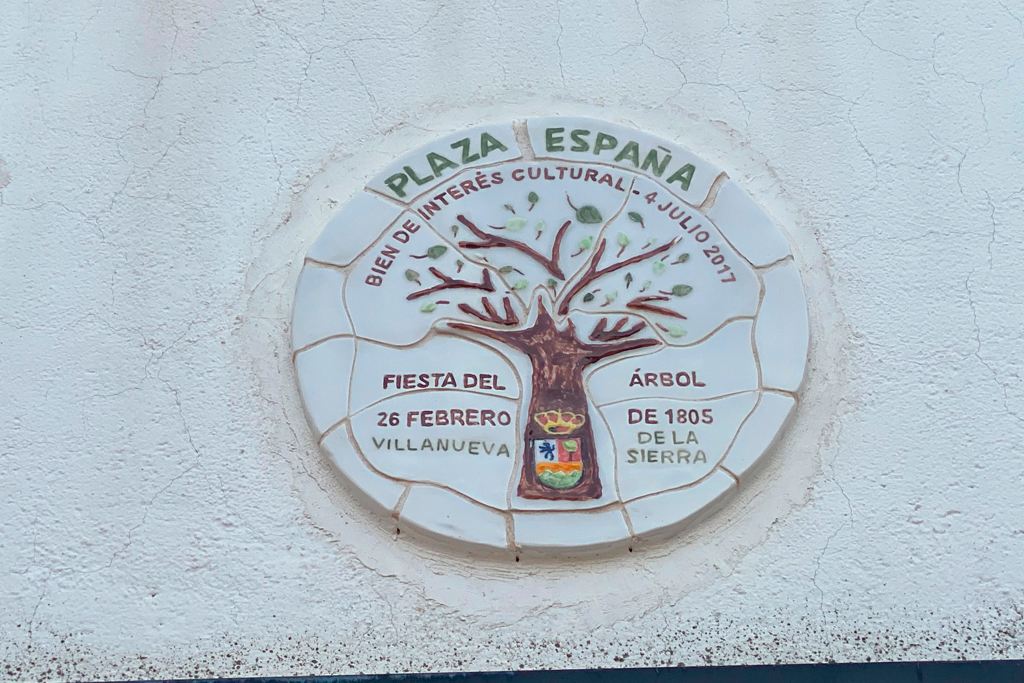 PLAZA ESPAÑA
BIEN DE INTERÉS CULTURAL - 4 JULIO 2017
FIESTA DEL ÁRBOL
26 FEBRERO DE 1805
VILLANUEVA DE LA SIERRA